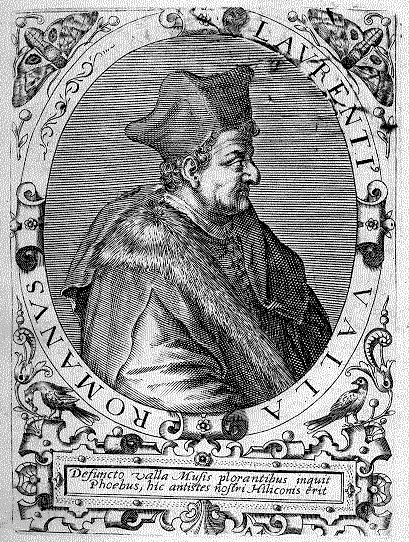 LAVRENTI' VALLA ROMANVS
Defuncto Valla Musis plorantibus inquit
Phoebus, hic antistes nostri Hiliconis erit